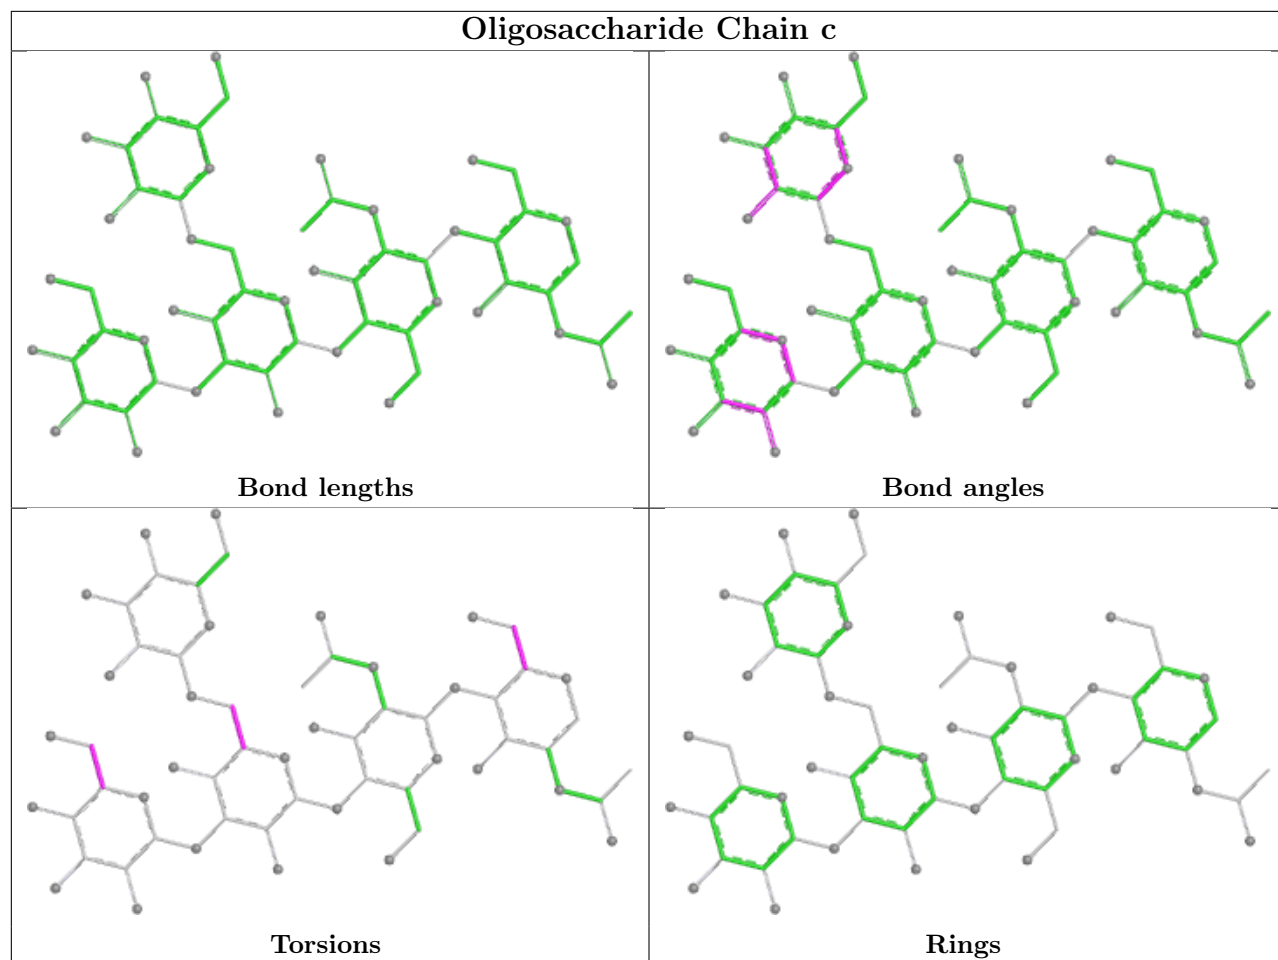 Oligosaccharide Chain c
Bond lengths
Bond angles
Torsions
Rings